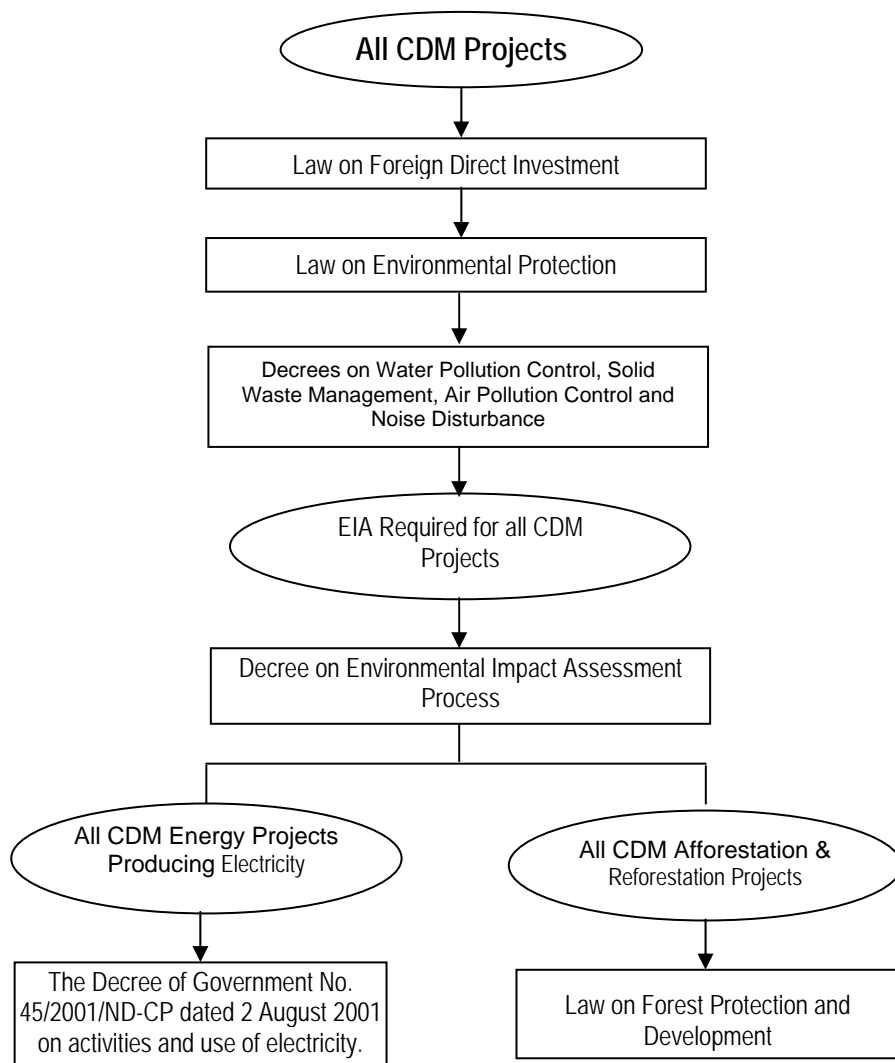 All CDM Projects
Law on Foreign Direct Investment
Law on Environmental Protection
Decrees on Water Pollution Control, Solid
Waste Management, Air Pollution Control and
Noise Disturbance
EIA Required for all CDM
Projects
Decree on Environmental Impact Assessment
Process
All CDM Energy Projects
Producing Electricity
All CDM Afforestation &
Reforestation Projects
The Decree of Government No.
45/2001/ND-CP dated 2 August 2001
on activities and use of electricity.
Law on Forest Protection and
Development